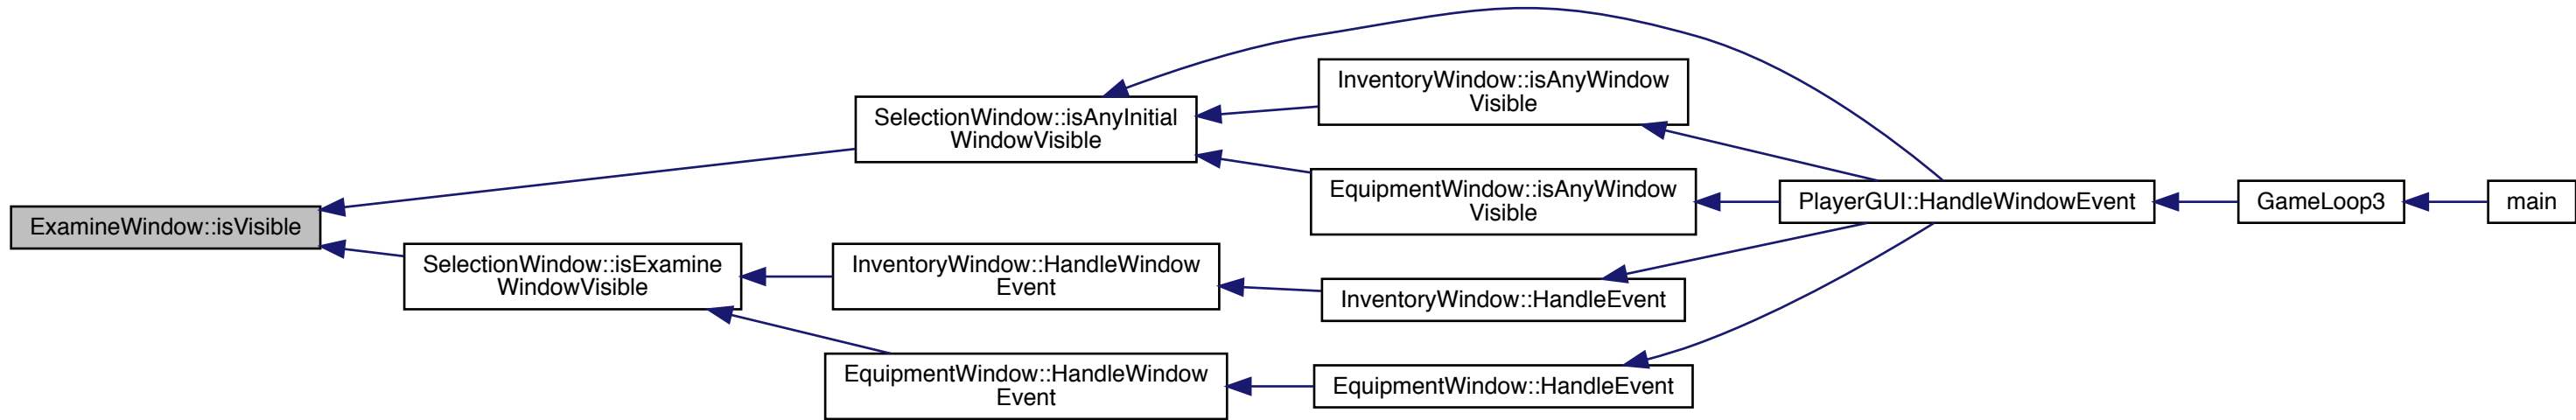 ExamineWindow::isVisible
SelectionWindow::isAnyInitial
WindowVisible
SelectionWindow::isExamine
WindowVisible
InventoryWindow::isAnyWindow
Visible
EquipmentWindow::isAnyWindow
Visible
InventoryWindow::HandleWindow
Event
EquipmentWindow::HandleWindow
Event
InventoryWindow::HandleEvent
EquipmentWindow::HandleEvent
PlayerGUI::HandleWindowEvent
GameLoop3
main